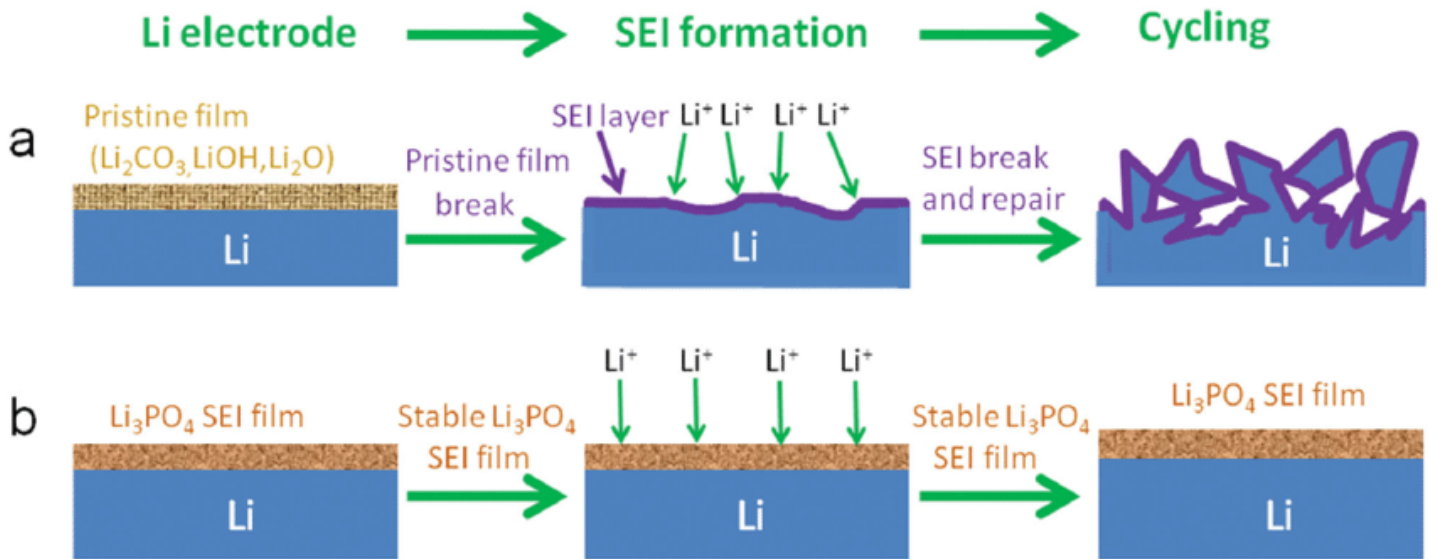 Li electrode
SEI formation
Cycling
a
Pristine film
(Li₂CO₃,LiOH,Li₂O)
Li
Pristine film
break
SEI layer
Li⁺ Li⁺ Li⁺ Li⁺
Li
SEI break
and repair
Li
b
Li₃PO₄ SEI film
Li
Stable Li₃PO₄
SEI film
Li⁺ Li⁺ Li⁺ Li⁺
Li
Stable Li₃PO₄
SEI film
Li₃PO₄ SEI film
Li